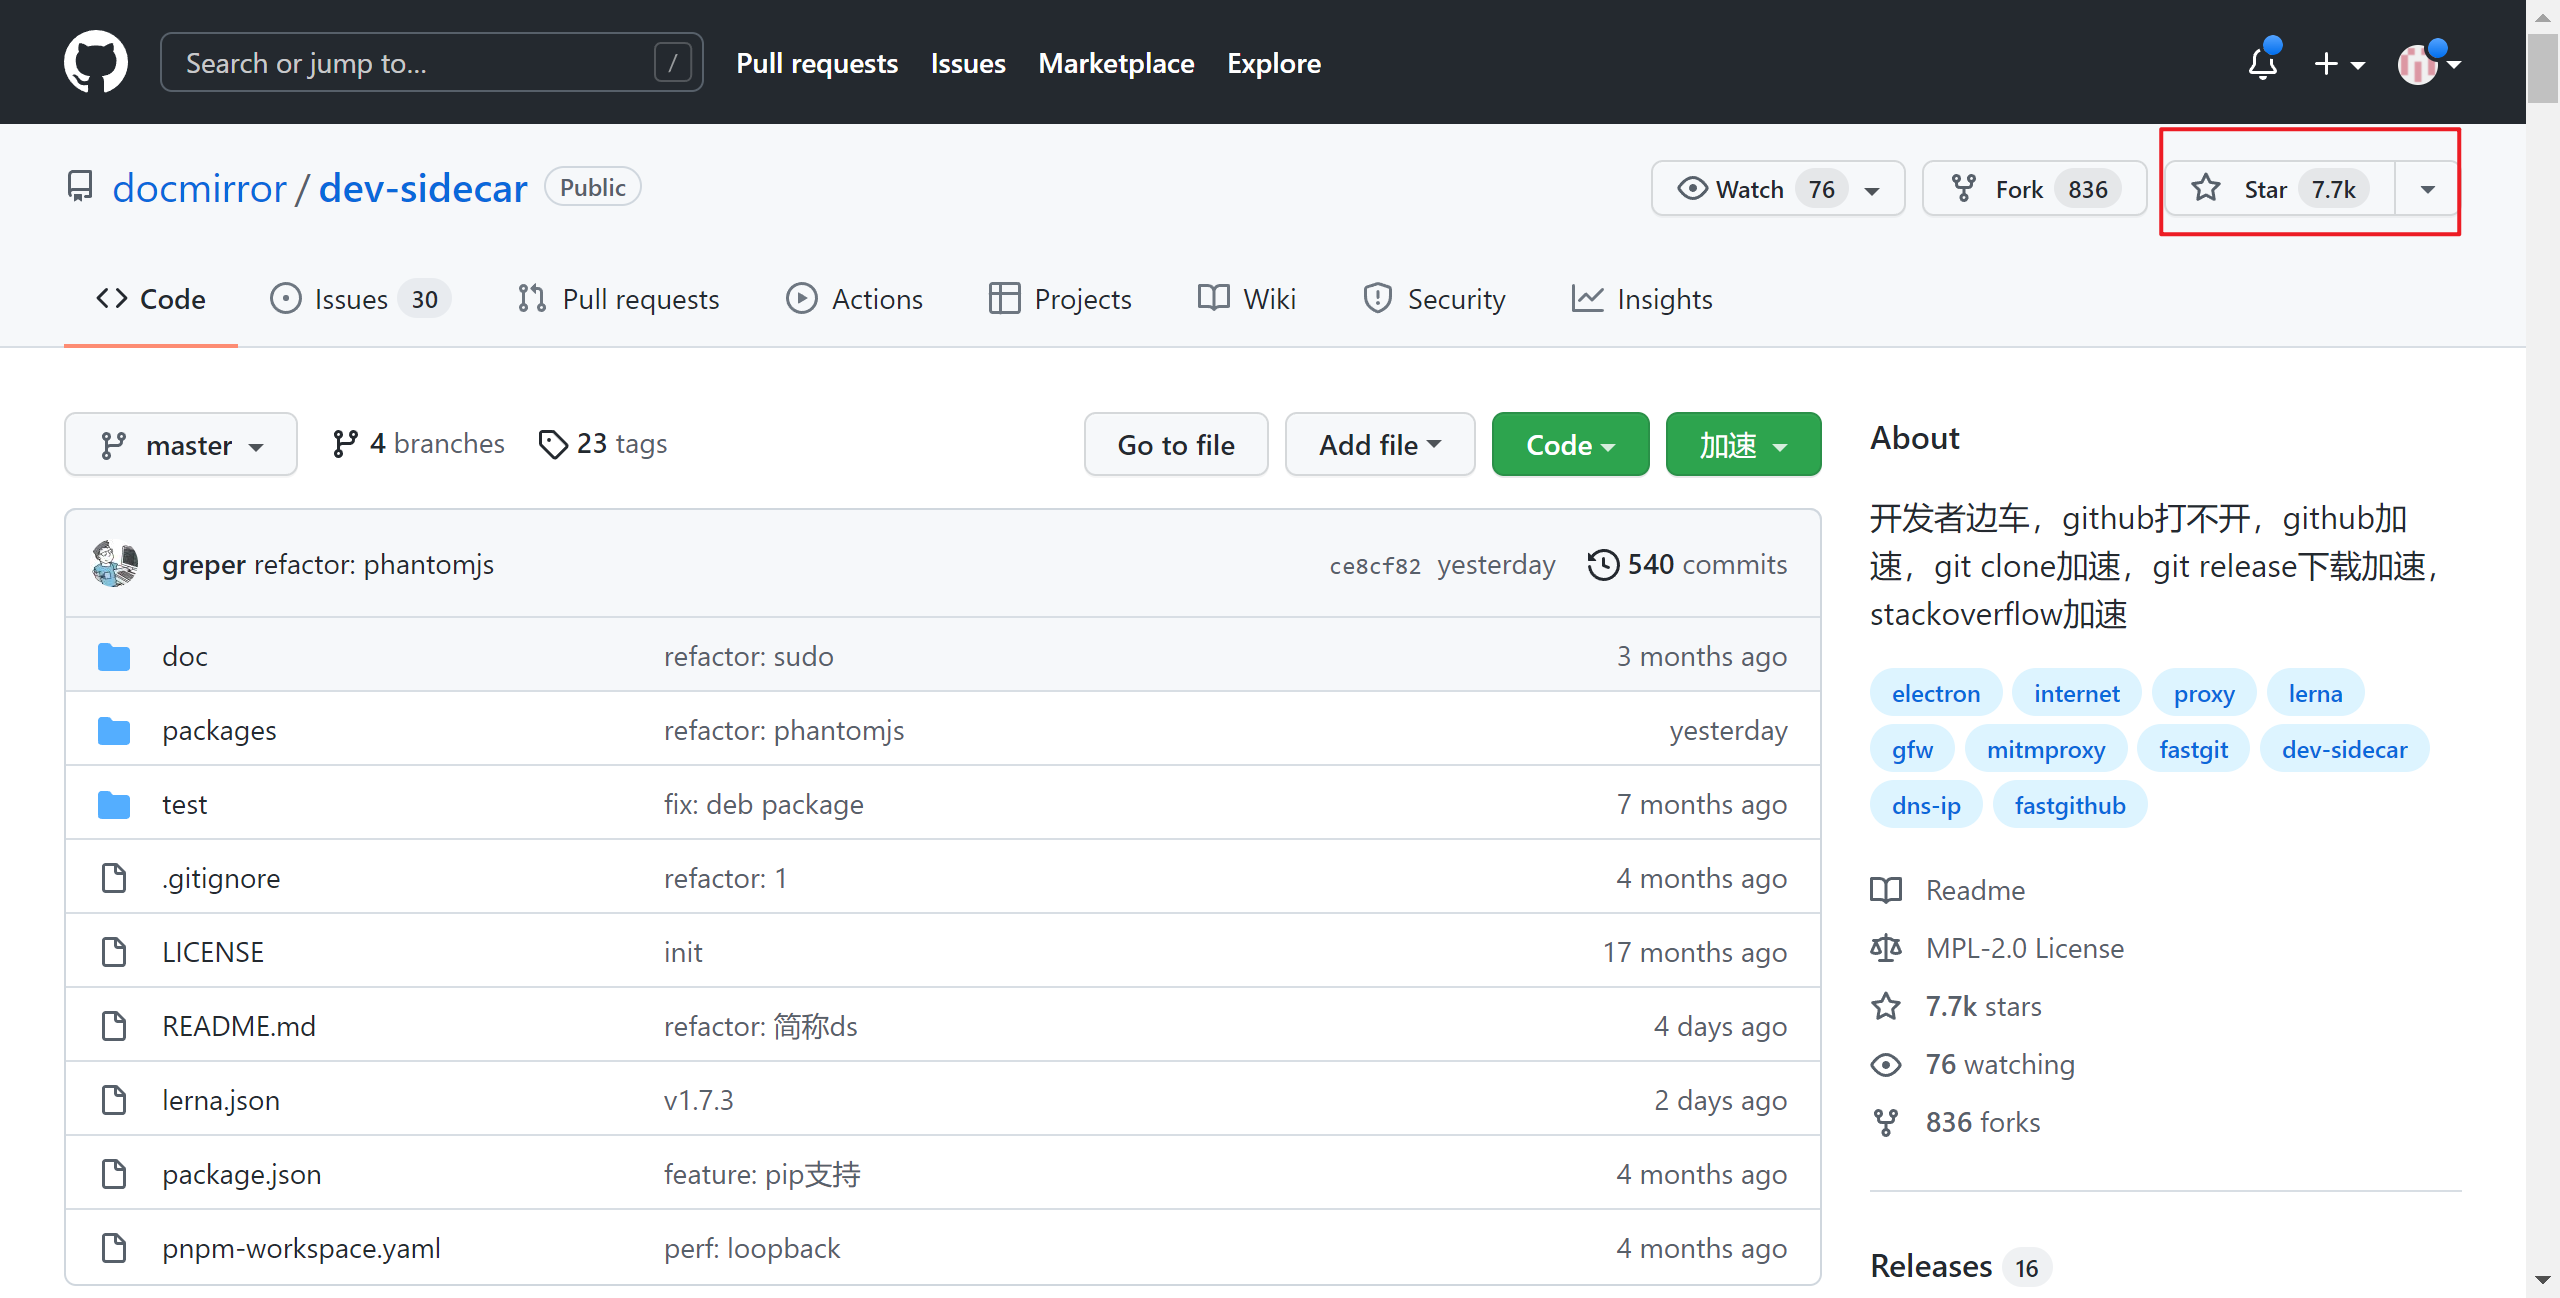 Search or jump to... /
Pull requests Issues Marketplace Explore
docmirror / dev-sidecar Public
Watch 76 Fork 836 Star 7.7k
Code Issues 30 Pull requests Actions Projects Wiki Security Insights
master 4 branches 23 tags Go to file Add file Code 加速
greper refactor: phantomjs ce8cf82 yesterday 540 commits
doc refactor: sudo 3 months ago
packages refactor: phantomjs yesterday
test fix: deb package 7 months ago
.gitignore refactor: 1 4 months ago
LICENSE init 17 months ago
README.md refactor: 简称ds 4 days ago
lerna.json v1.7.3 2 days ago
package.json feature: pip支持 4 months ago
pnpm-workspace.yaml perf: loopback 4 months ago
About
开发者边车，github打不开，github加
速，git clone加速，git release下载加速，
stackoverflow加速
electron internet proxy lerna
gfw mitmproxy fastgit dev-sidecar
dns-ip fastgithub
Readme
MPL-2.0 License
7.7k stars
76 watching
836 forks
Releases 16